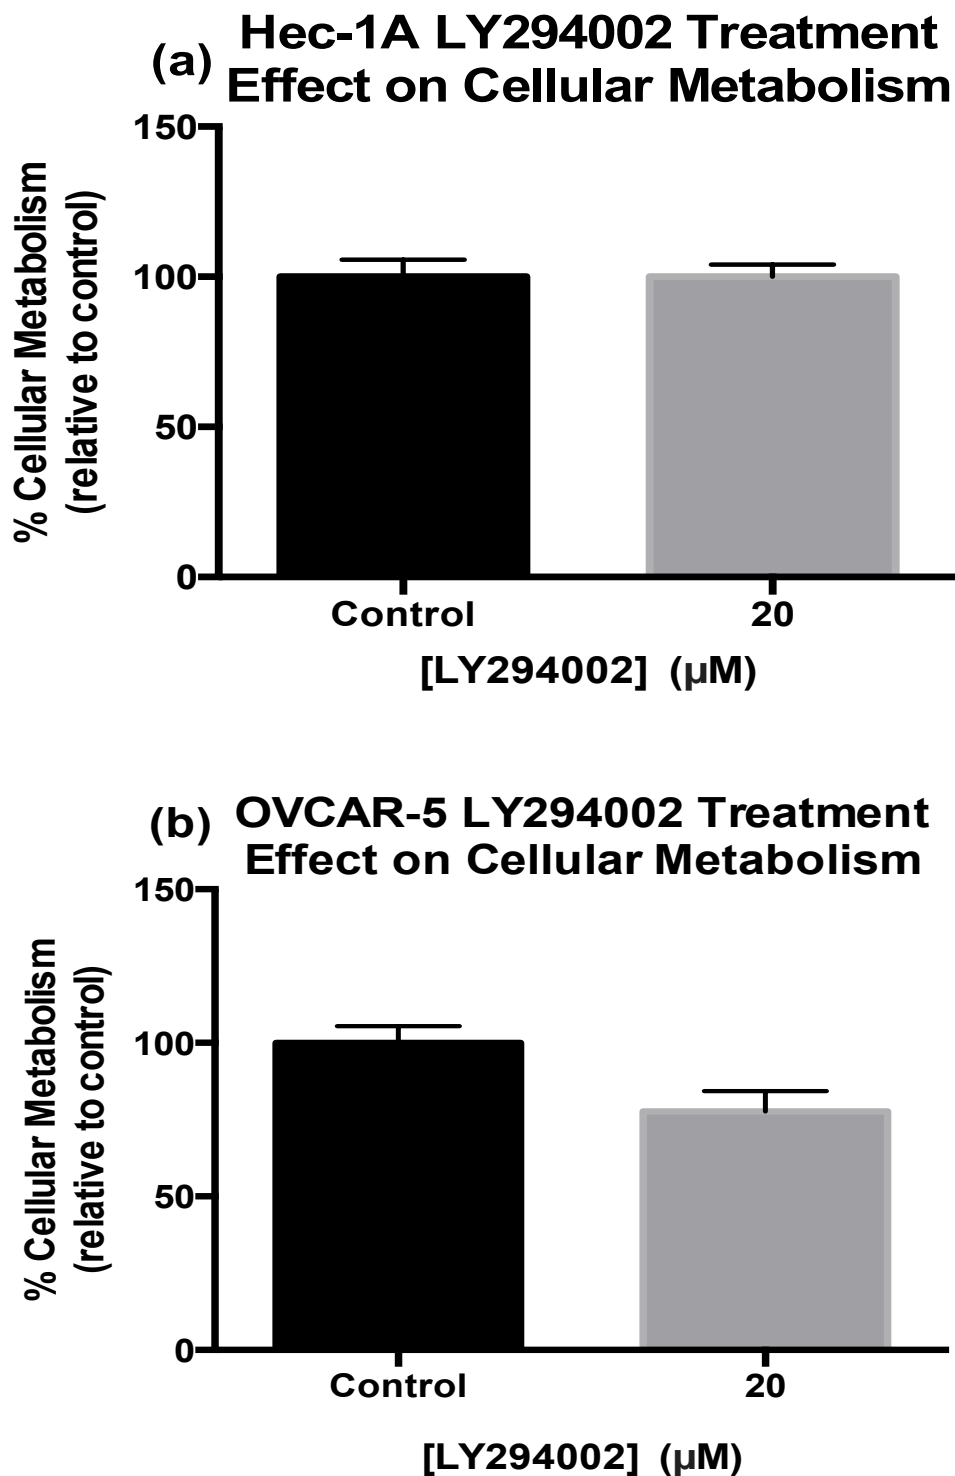 (a) Hec-1A LY294002 Treatment
Effect on Cellular Metabolism
% Cellular Metabolism
(relative to control)
150
100
50
0
Control
20
[LY294002] (µM)
(b) OVCAR-5 LY294002 Treatment
Effect on Cellular Metabolism
% Cellular Metabolism
(relative to control)
150
100
50
0
Control
20
[LY294002] (µM)